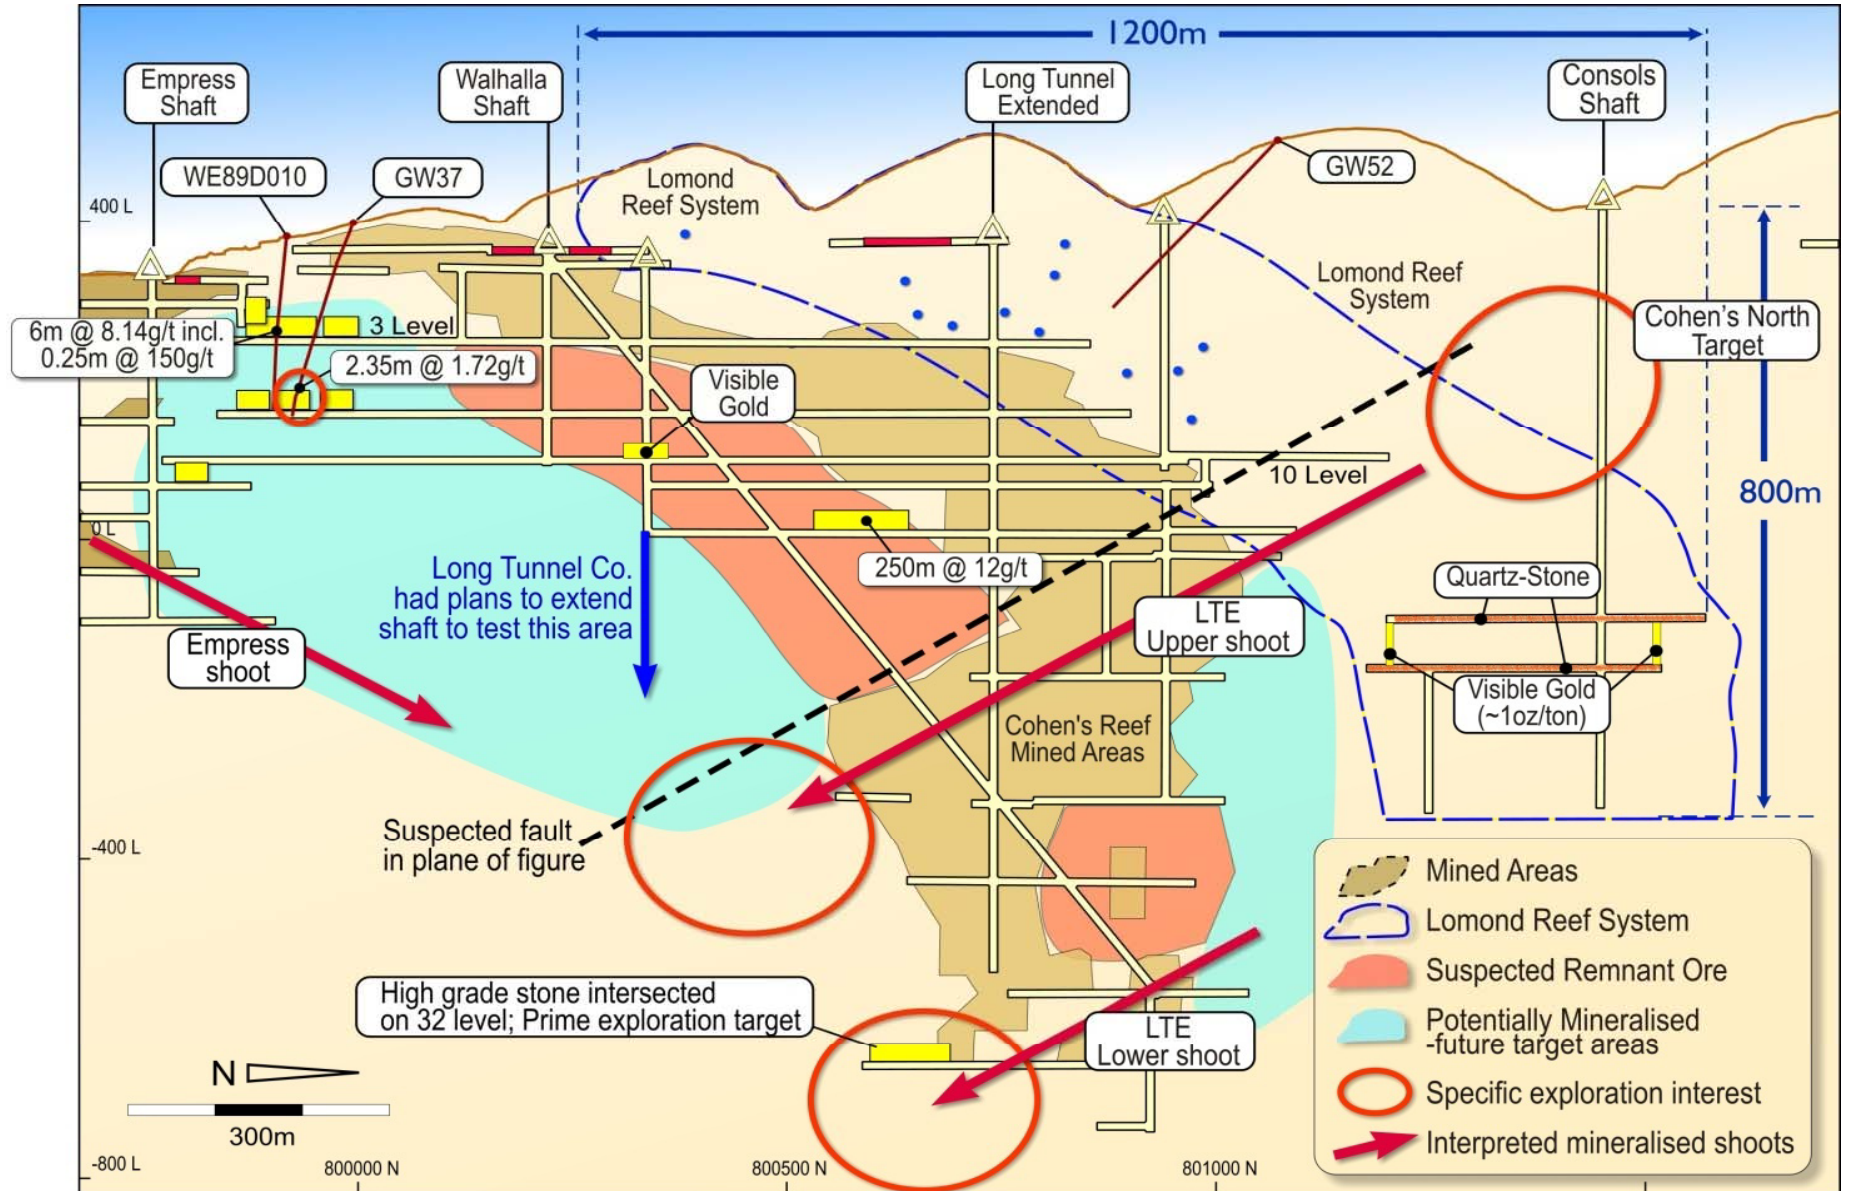 1200m
Empress
Shaft
Walhalla
Shaft
Long Tunnel
Extended
Consols
Shaft
WE89D010
GW37
GW52
Lomond
Reef System
400 L
Lomond Reef
System
Cohen's North
Target
6m @ 8.14g/t incl.
0.25m @ 150g/t
3 Level
2.35m @ 1.72g/t
Visible
Gold
10 Level
800m
0 L
250m @ 12g/t
Long Tunnel Co.
had plans to extend
shaft to test this area
Quartz-Stone
LTE
Upper shoot
Empress
shoot
Visible Gold
(~1oz/ton)
Cohen's Reef
Mined Areas
Suspected fault
in plane of figure
-400 L
High grade stone intersected
on 32 level; Prime exploration target
LTE
Lower shoot
N
300m
-800 L
800000 N
800500 N
801000 N
Mined Areas
Lomond Reef System
Suspected Remnant Ore
Potentially Mineralised
-future target areas
Specific exploration interest
Interpreted mineralised shoots